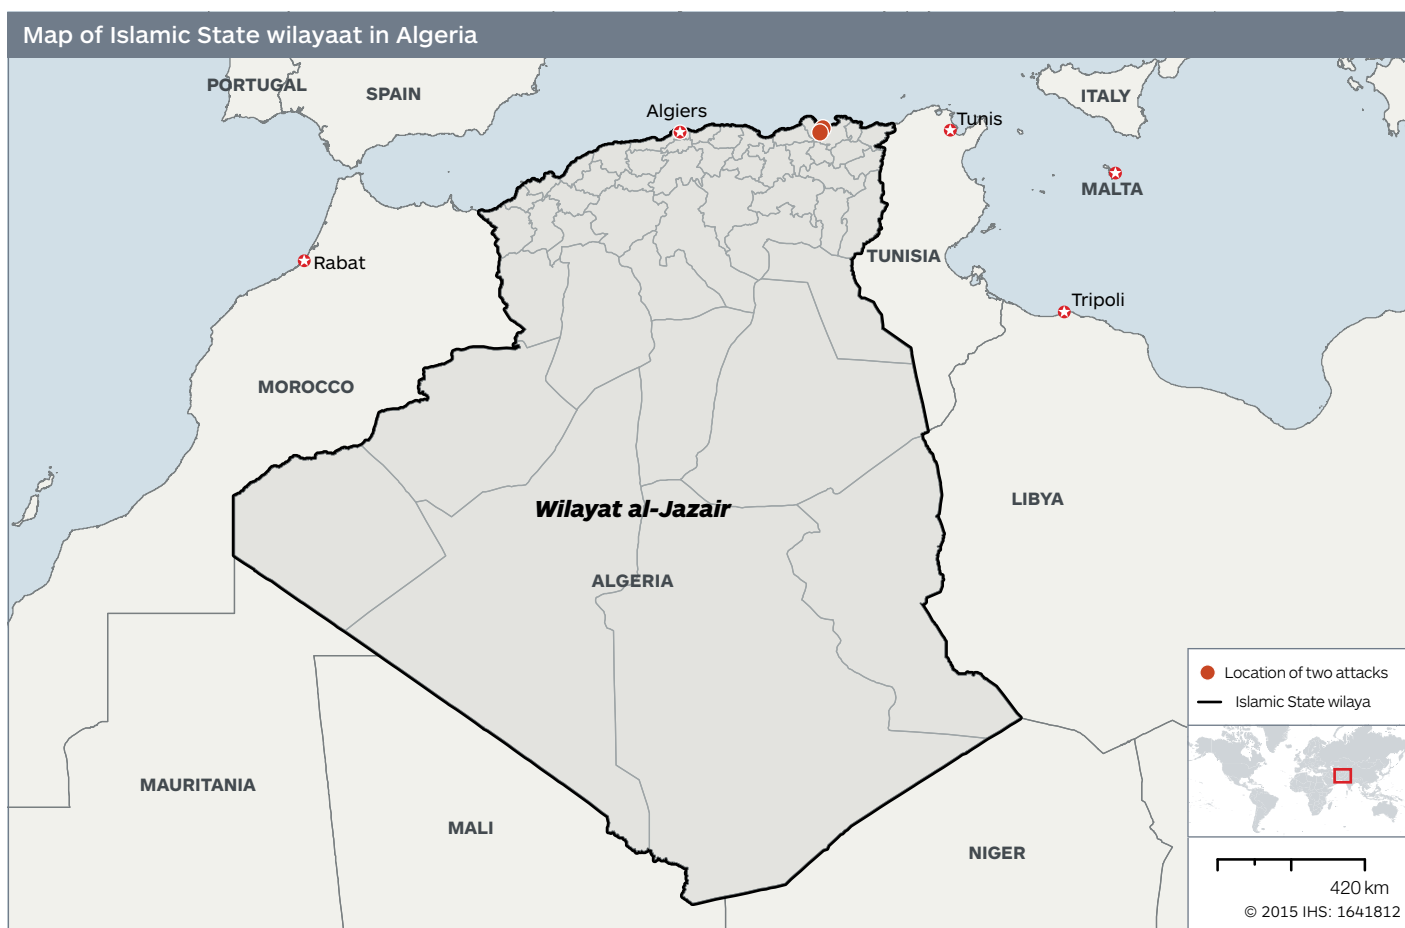 Map of Islamic State wilayaat in Algeria
PORTUGAL
SPAIN
ITALY
Algiers
Tunis
MALTA
TUNISIA
Rabat
Tripoli
MOROCCO
LIBYA
Wilayat al-Jazair
ALGERIA
Location of two attacks
Islamic State wilaya
MAURITANIA
MALI
NIGER
420 km
© 2015 IHS: 1641812